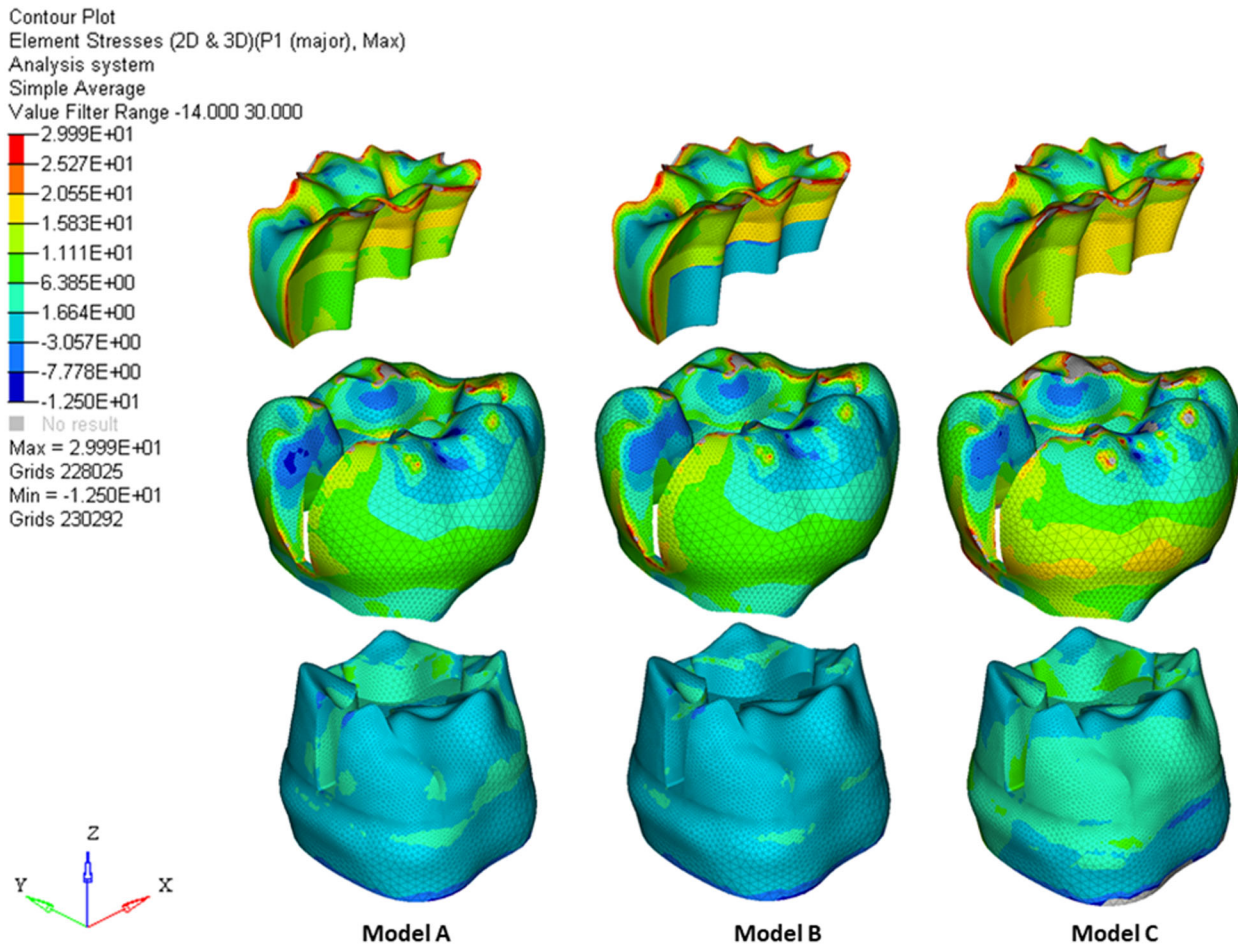 Contour Plot
Element Stresses (2D & 3D)(P1 (major), Max)
Analysis system
Simple Average
Value Filter Range -14.000 30.000
2.999E+01
2.527E+01
2.055E+01
1.583E+01
1.111E+01
6.385E+00
1.664E+00
-3.057E+00
-7.778E+00
-1.250E+01
No result
Max = 2.999E+01
Grids 228025
Min = -1.250E+01
Grids 230292
Z
Y X
Model A Model B Model C